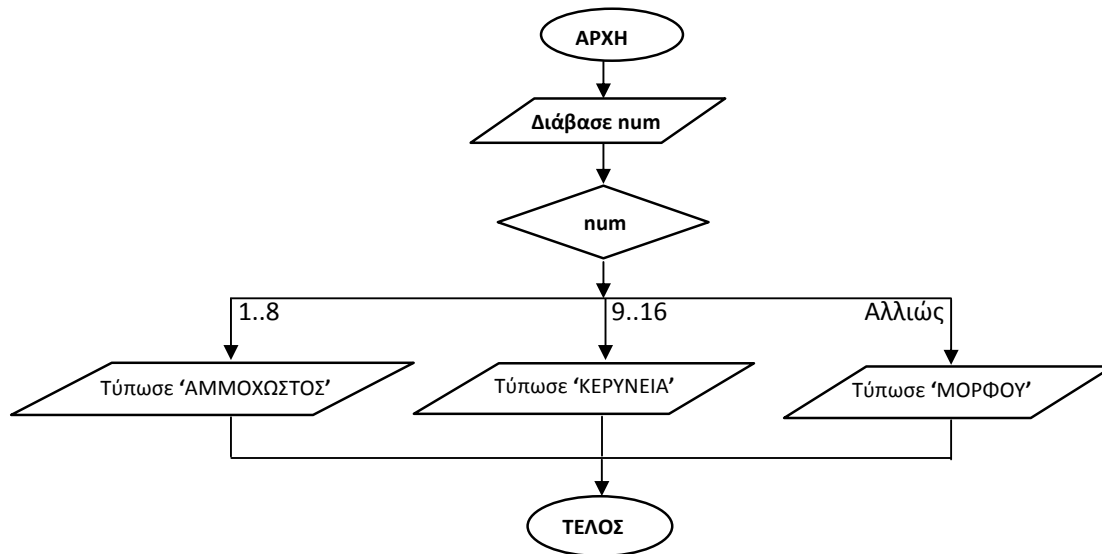 ΑΡΧΗ
Διάβασε num
num
1..8
9..16
Αλλιώς
Τύπωσε ‘ΑΜΜΟΧΩΣΤΟΣ’
Τύπωσε ‘ΚΕΡΥΝΕΙΑ’
Τύπωσε ‘ΜΟΡΦΟΥ’
ΤΕΛΟΣ